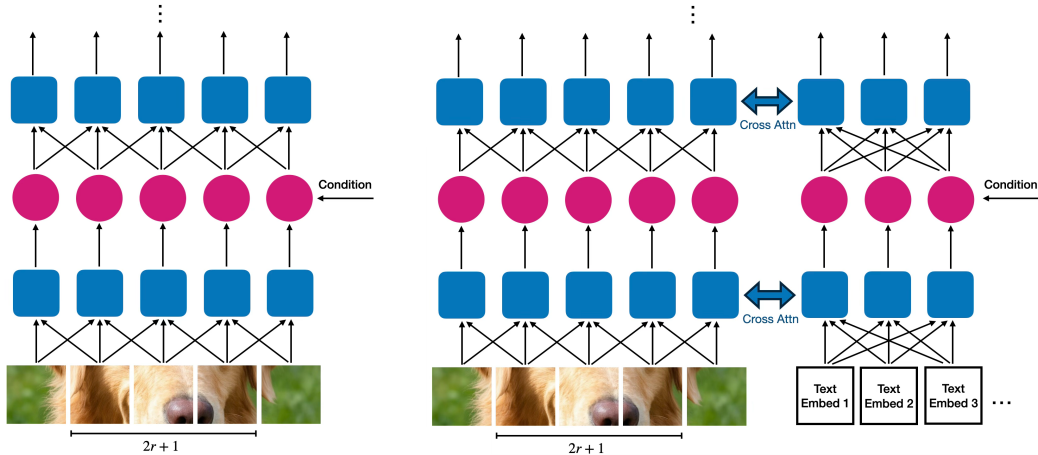 ⋮
⋮
Cross Attn
Condition
Condition
Cross Attn
Text
Embed 1
Text
Embed 2
Text
Embed 3
...
2r + 1
2r + 1